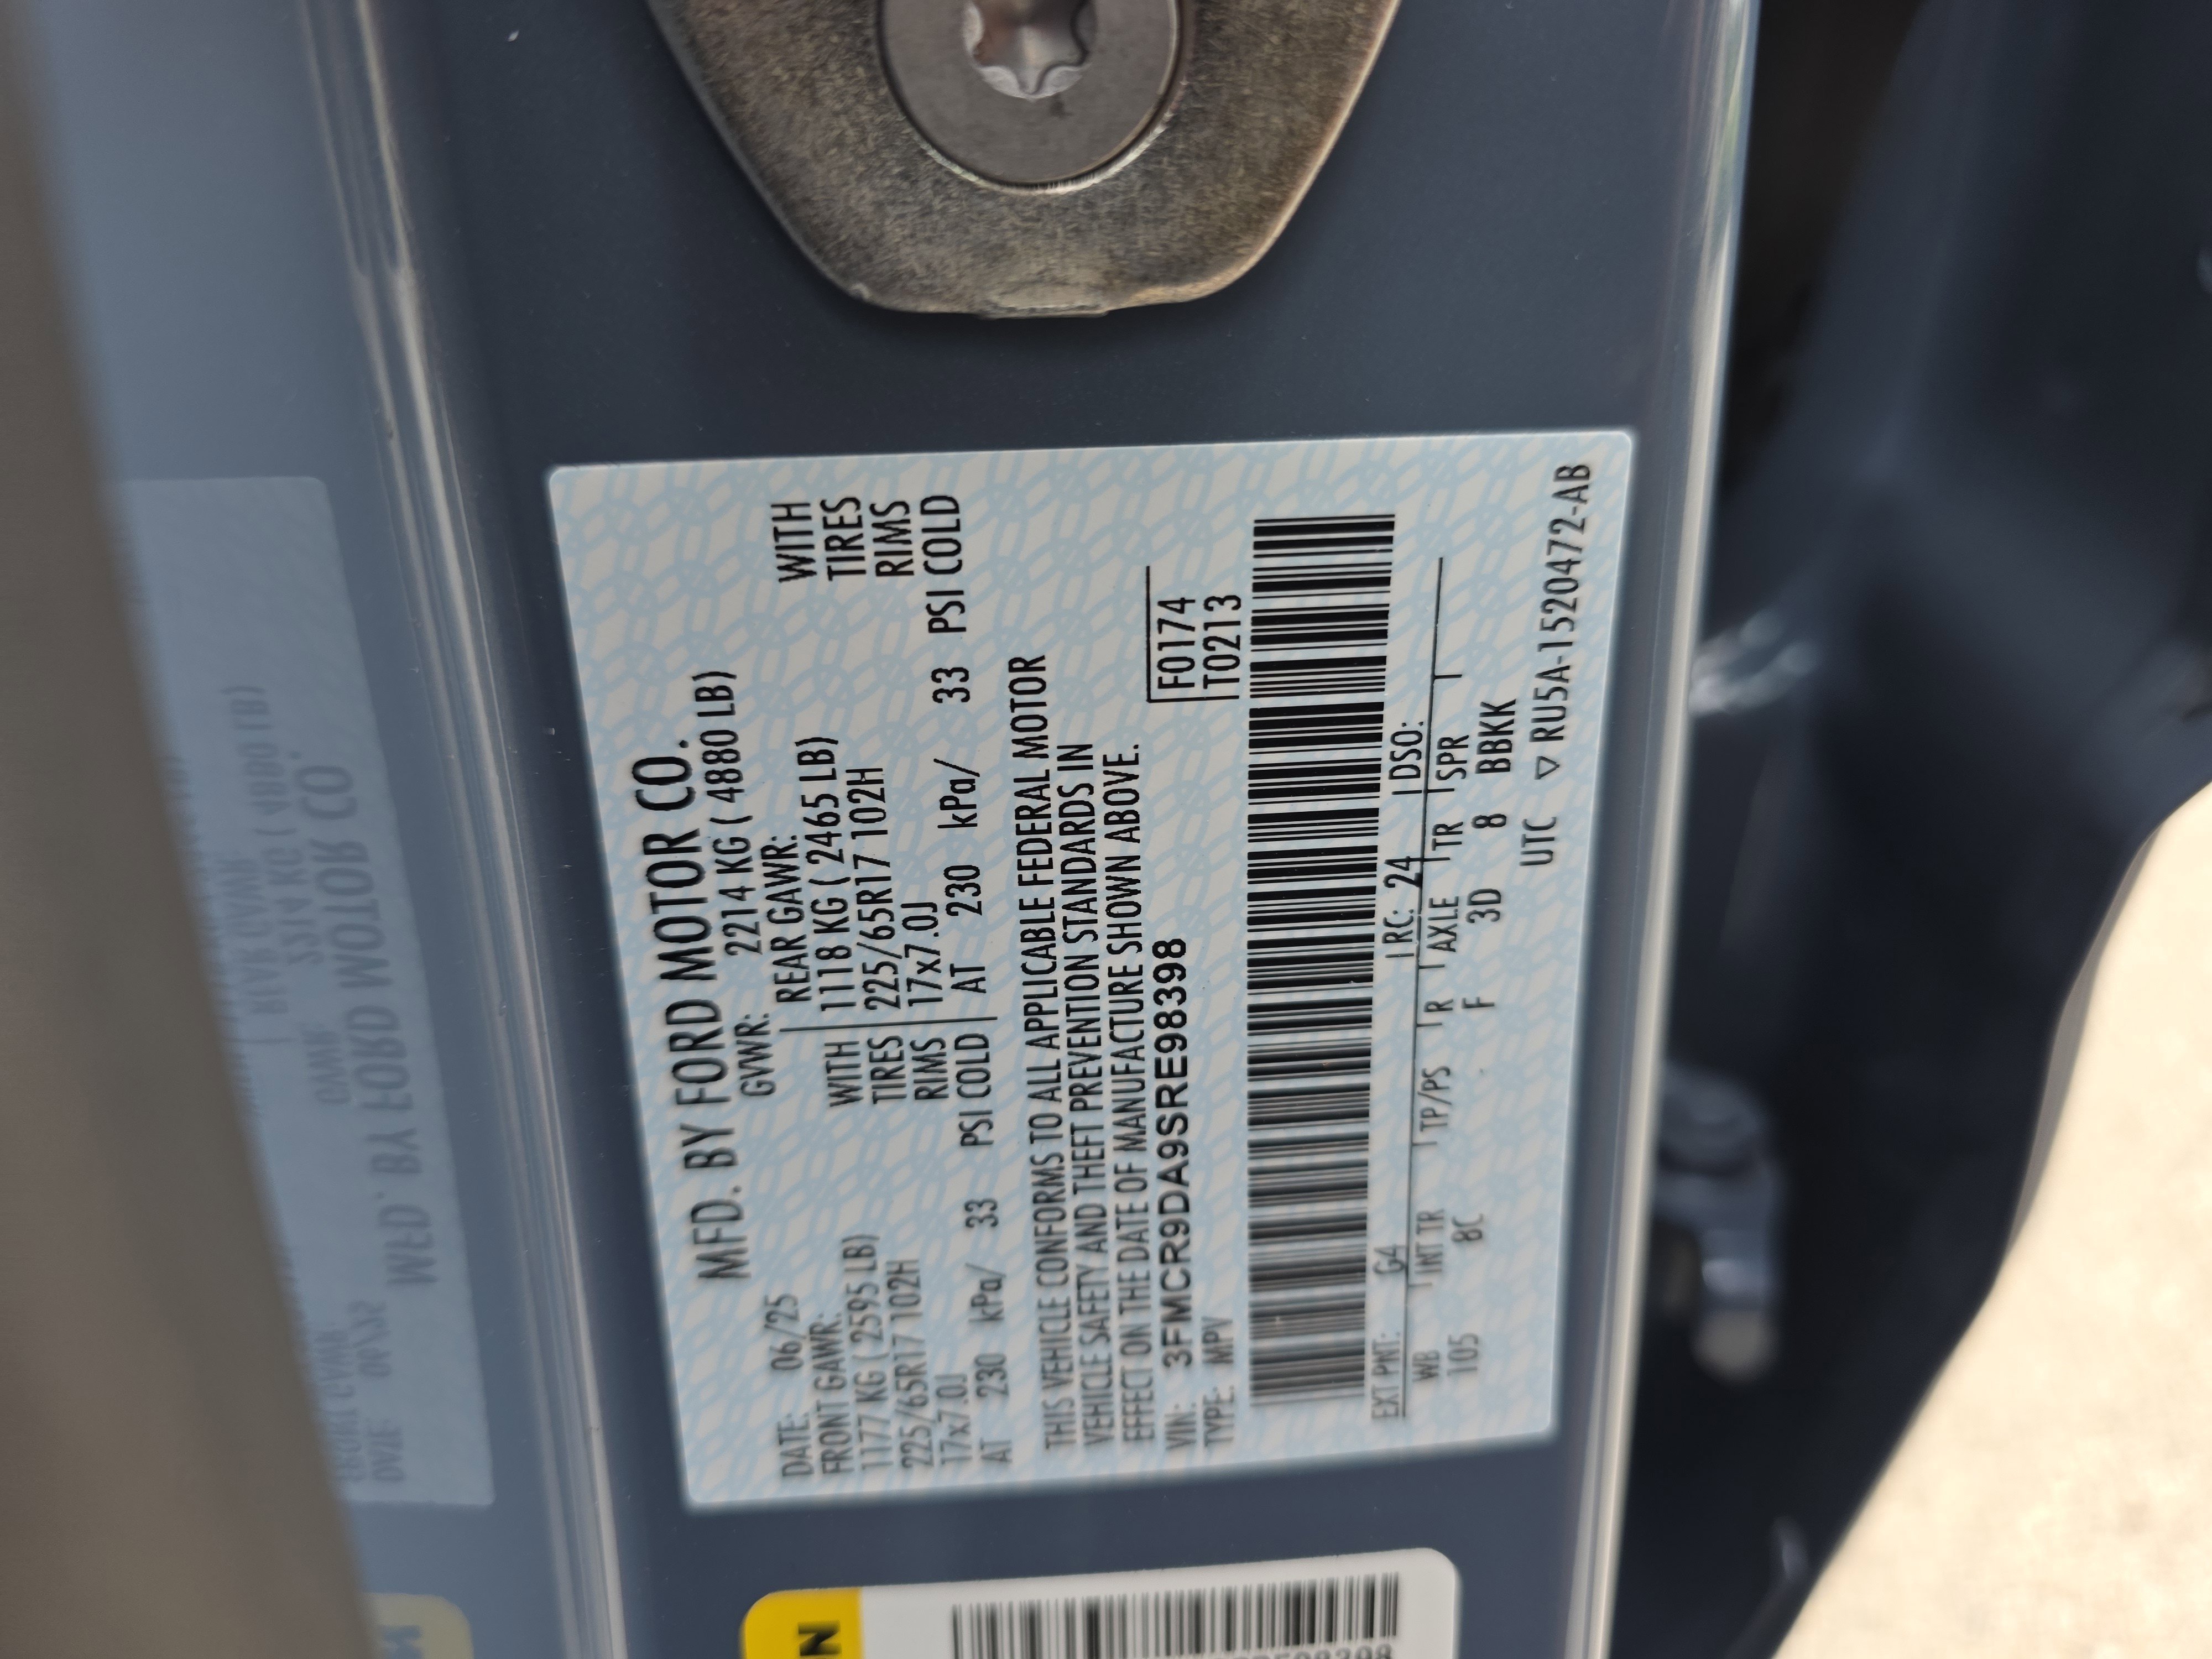 MFD. BY FORD MOTOR CO.
DATE: 06/25 GVWR: 2214 KG ( 4880 LB)
FRONT GAWR: REAR GAWR:
1177 KG ( 2595 LB) WITH 1118 KG ( 2465 LB) WITH
225/65R17 102H TIRES 225/65R17 102H TIRES
17x7.0J RIMS 17x7.0J RIMS
AT 230 kPa/ 33 PSI COLD AT 230 kPa/ 33 PSI COLD
THIS VEHICLE CONFORMS TO ALL APPLICABLE FEDERAL MOTOR
VEHICLE SAFETY AND THEFT PREVENTION STANDARDS IN
EFFECT ON THE DATE OF MANUFACTURE SHOWN ABOVE.
VIN: 3FMCR9DA9SRE98398 F0174
TYPE: MPV T0213
EXT PNT: G4 RC: 24 DSO:
WB INT TR TP/PS R AXLE TR SPR
105 8C F 3D 8 BBKK
UTC ▽ RU5A-1520472-AB